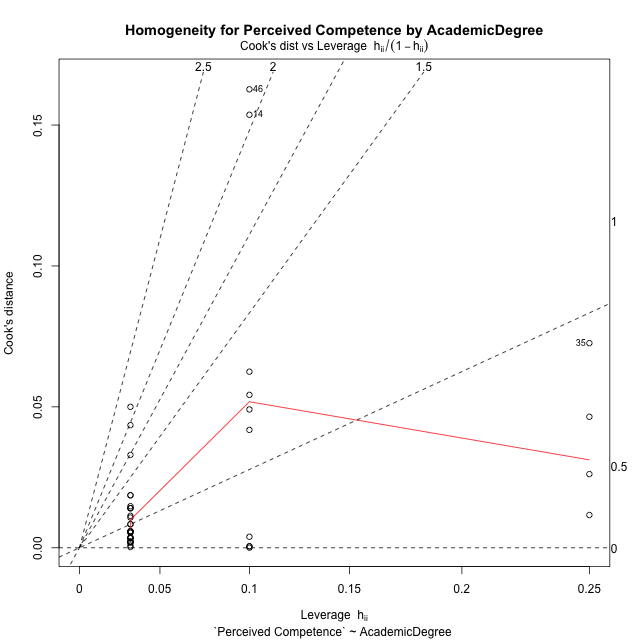 Homogeneity for Perceived Competence by AcademicDegree
Cook's dist vs Leverage hii/(1 − hii)
2.5 2 1.5
46
14
1
35
0.5
0
Cook's distance
0.15
0.10
0.05
0.00
0 0.05 0.1 0.15 0.2 0.25
Leverage hii
`Perceived Competence` ~ AcademicDegree